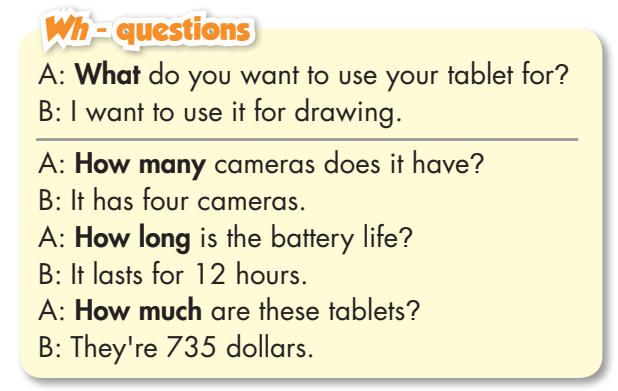 Wh - questions
A: What do you want to use your tablet for?
B: I want to use it for drawing.
A: How many cameras does it have?
B: It has four cameras.
A: How long is the battery life?
B: It lasts for 12 hours.
A: How much are these tablets?
B: They're 735 dollars.